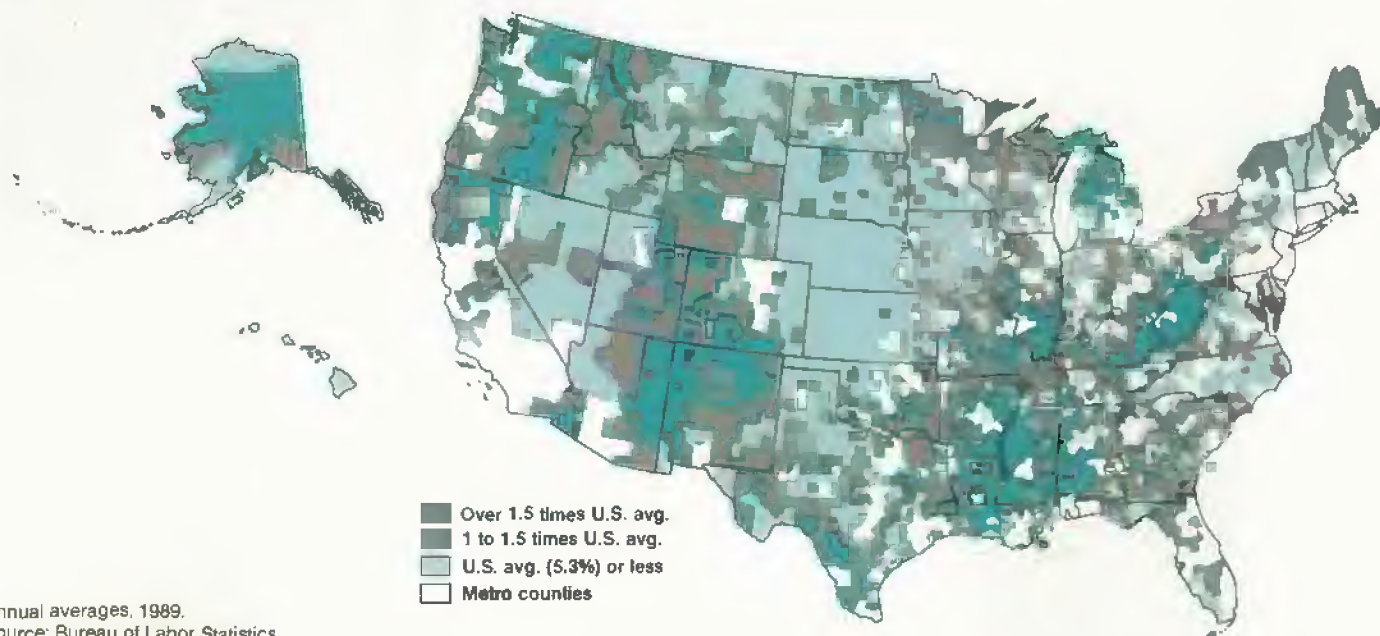 Over 1.5 times U.S. avg.
1 to 1.5 times U.S. avg.
U.S. avg. (5.3%) or less
Metro counties
nnual averages, 1989.
ource: Bureau of Labor Statistics